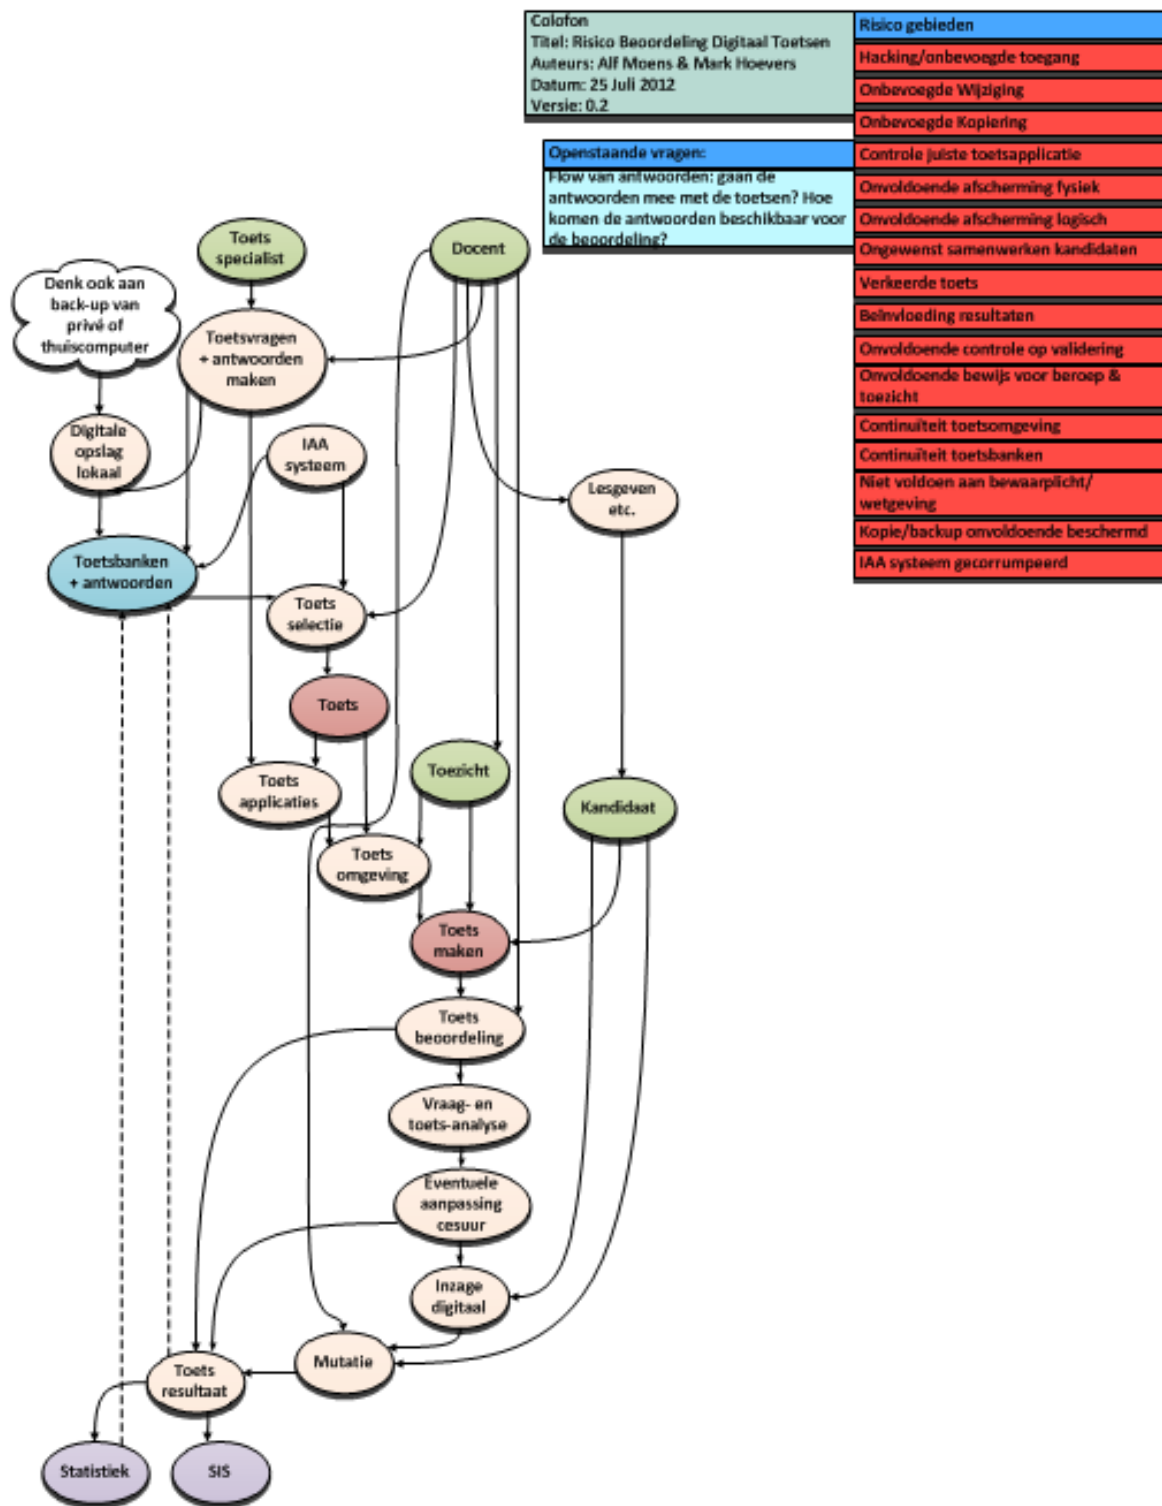 Colofon
Titel: Risico Beoordeling Digitaal Toetsen
Auteurs: Alf Moens & Mark Hoevers
Datum: 25 Juli 2012
Versie: 0.2
Risico gebieden
Hacking/onbevoegde toegang
Onbevoegde Wijziging
Onbevoegde Kopiering
Controle juiste toetsapplicatie
Onvoldoende afscherming fysiek
Onvoldoende afscherming logisch
Ongewenst samenwerken kandidaten
Verkeerde toets
Beïnvloeding resultaten
Onvoldoende controle op validering
Onvoldoende bewijs voor beroep &
toezicht
Continuïteit toetsomgeving
Continuïteit toetsbanken
Niet voldoen aan bewaarplicht/
wetgeving
Kopie/backup onvoldoende beschermd
IAA systeem gecorrumpeerd
Openstaande vragen:
Flow van antwoorden: gaan de
antwoorden mee met de toetsen? Hoe
komen de antwoorden beschikbaar voor
de beoordeling?
Toets
specialist
Docent
Denk ook aan
back-up van
privé of
thuiscomputer
Toetsvragen
+ antwoorden
maken
Digitale
opslag
lokaal
IAA
systeem
Lesgeven
etc.
Toetsbanken
+ antwoorden
Toets
selectie
Toets
Toets
applicaties
Toezicht
Kandidaat
Toets
omgeving
Toets
maken
Toets
beoordeling
Vraag- en
toets-analyse
Eventuele
aanpassing
cesuur
Inzage
digitaal
Mutatie
Toets
resultaat
Statistiek
SIS